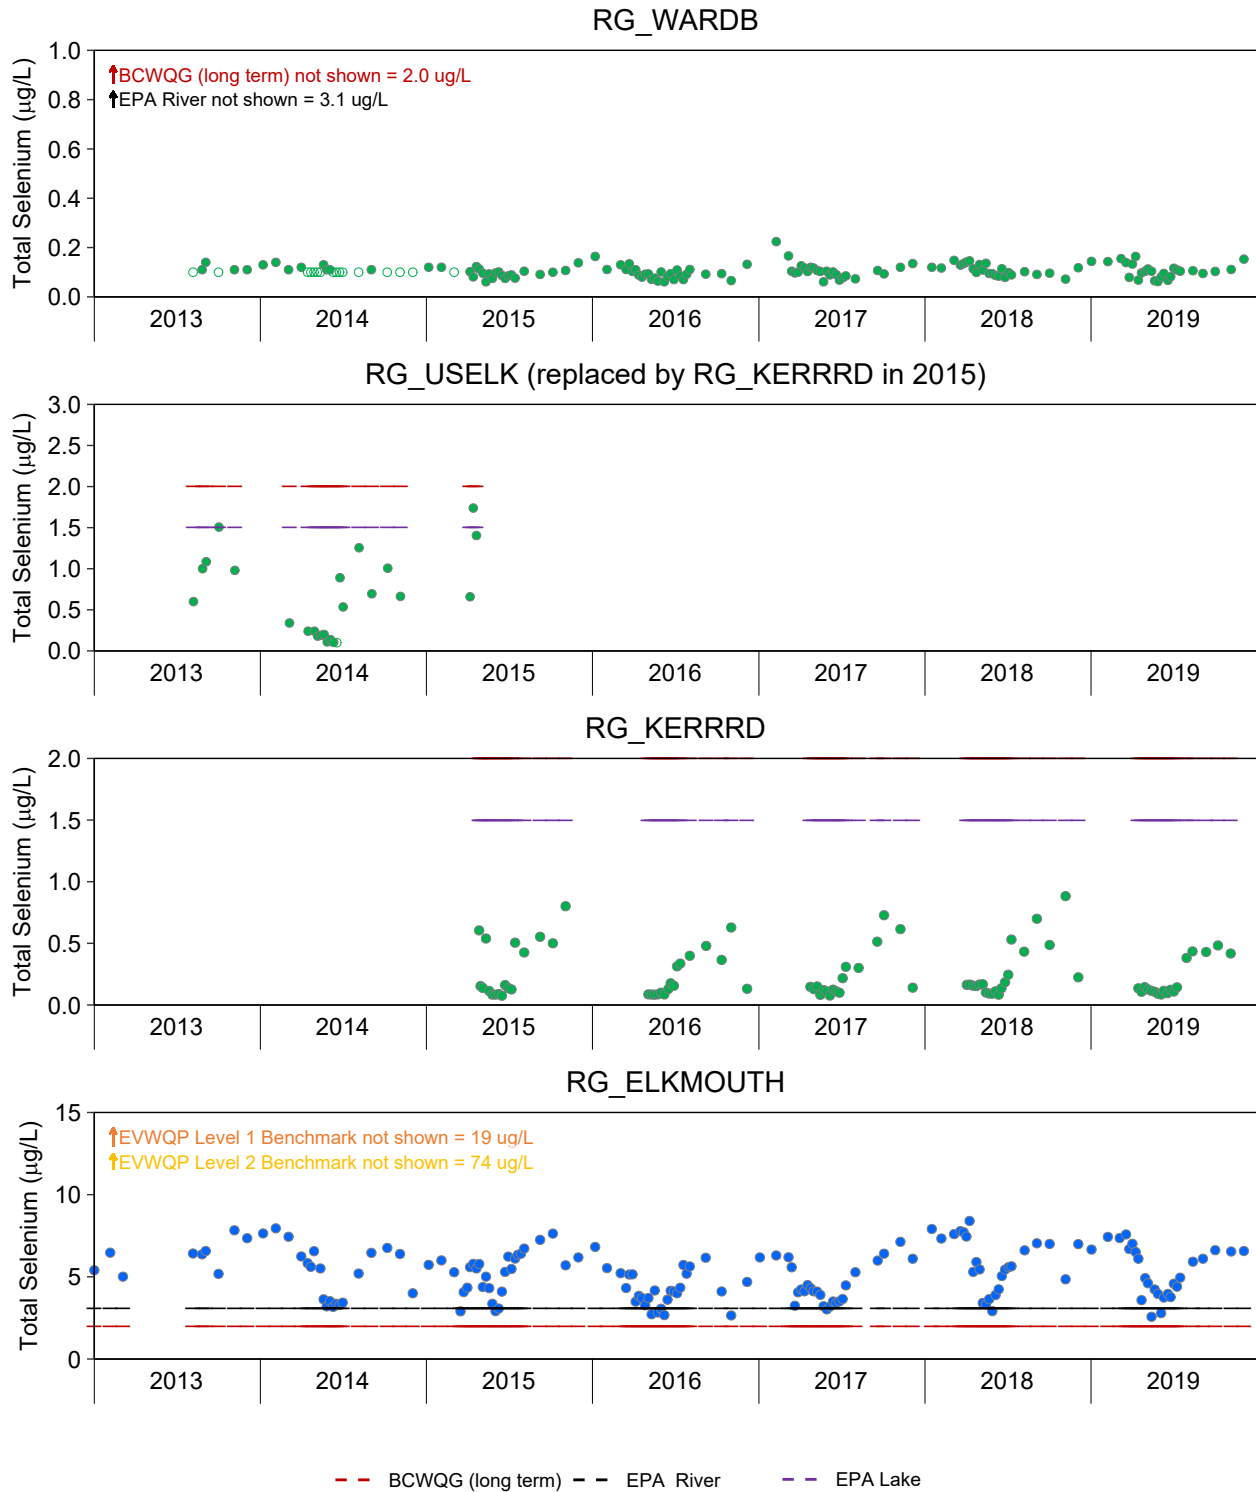 RG_WARDB
Total Selenium (µg/L)
1.0
0.8
0.6
0.4
0.2
0.0
BCWQG (long term) not shown = 2.0 ug/L
EPA River not shown = 3.1 ug/L
2013 2014 2015 2016 2017 2018 2019
RG_USELK (replaced by RG_KERRRD in 2015)
Total Selenium (µg/L)
3.0
2.5
2.0
1.5
1.0
0.5
0.0
2013 2014 2015 2016 2017 2018 2019
RG_KERRRD
Total Selenium (µg/L)
2.0
1.5
1.0
0.5
0.0
2013 2014 2015 2016 2017 2018 2019
RG_ELKMOUTH
Total Selenium (µg/L)
15
10
5
0
EVWQP Level 1 Benchmark not shown = 19 ug/L
EVWQP Level 2 Benchmark not shown = 74 ug/L
2013 2014 2015 2016 2017 2018 2019
BCWQG (long term) EPA River EPA Lake